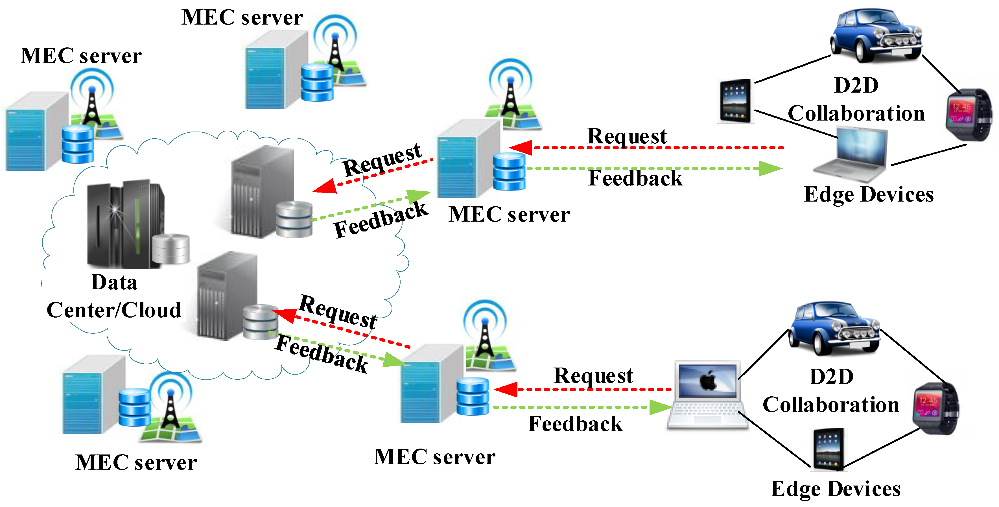 MEC server
MEC server
D2D
Collaboration
12:45
Request
Request
Feedback
Feedback
MEC server
Edge Devices
Data
Center/Cloud
Request
Feedback
Request
Feedback
D2D
Collaboration
12:45
MEC server
MEC server
Edge Devices